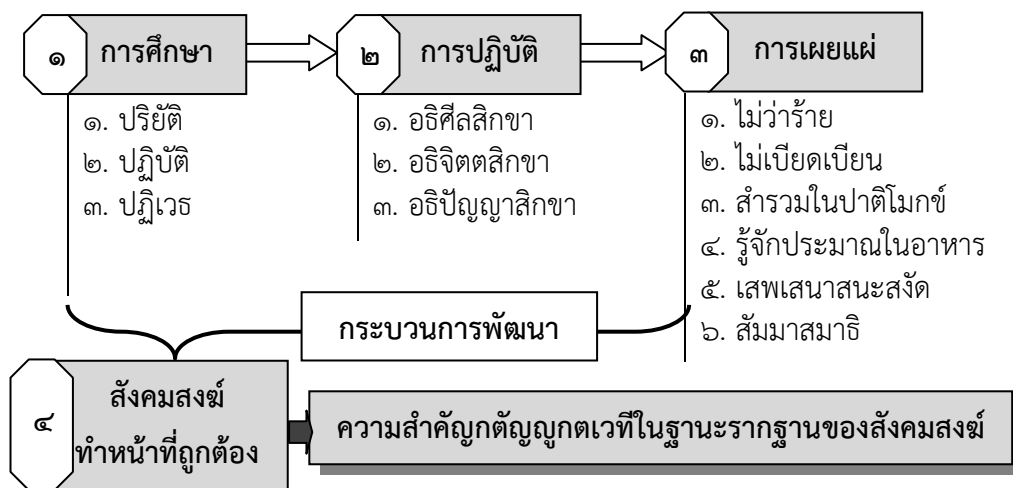 ๑ การศึกษา
๑. ปริยัติ
๒. ปฏิบัติ
๓. ปฏิเวธ
๒ การปฏิบัติ
๑. อธิศีลสิกขา
๒. อธิจิตตสิกขา
๓. อธิปัญญาสิกขา
๓ การเผยแผ่
๑. ไม่ว่าร้าย
๒. ไม่เบียดเบียน
๓. สำรวมในปาติโมกข์
๔. รู้จักประมาณในอาหาร
๕. เสพเสนาสนะสงัด
๖. สัมมาสมาธิ
กระบวนการพัฒนา
๔
สังคมสงฆ์
ทำหน้าที่ถูกต้อง
ความสำคัญกตัญญูกตเวทีในฐานะรากฐานของสังคมสงฆ์